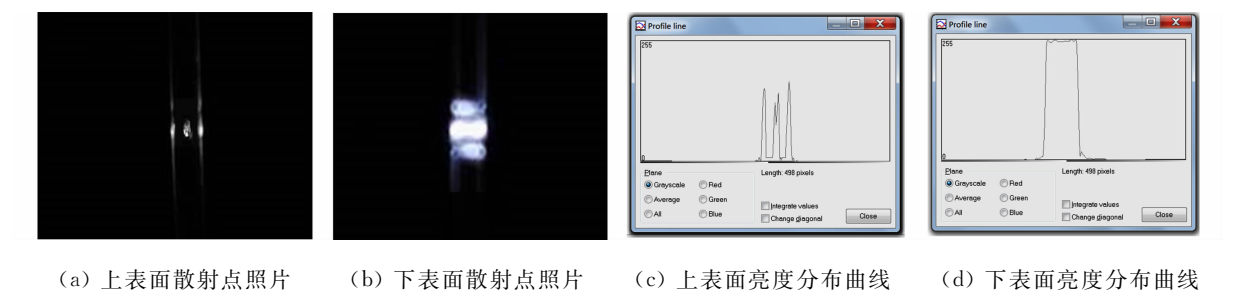 Profile line
255
0
Plane
Grayscale
Red
Average
Green
All
Blue
Length: 498 pixels
Integrate values
Change diagonal
Close
Profile line
255
0
Plane
Grayscale
Red
Average
Green
All
Blue
Length: 498 pixels
Integrate values
Change diagonal
Close
(a) 上表面散射点照片
(b) 下表面散射点照片
(c) 上表面亮度分布曲线
(d) 下表面亮度分布曲线